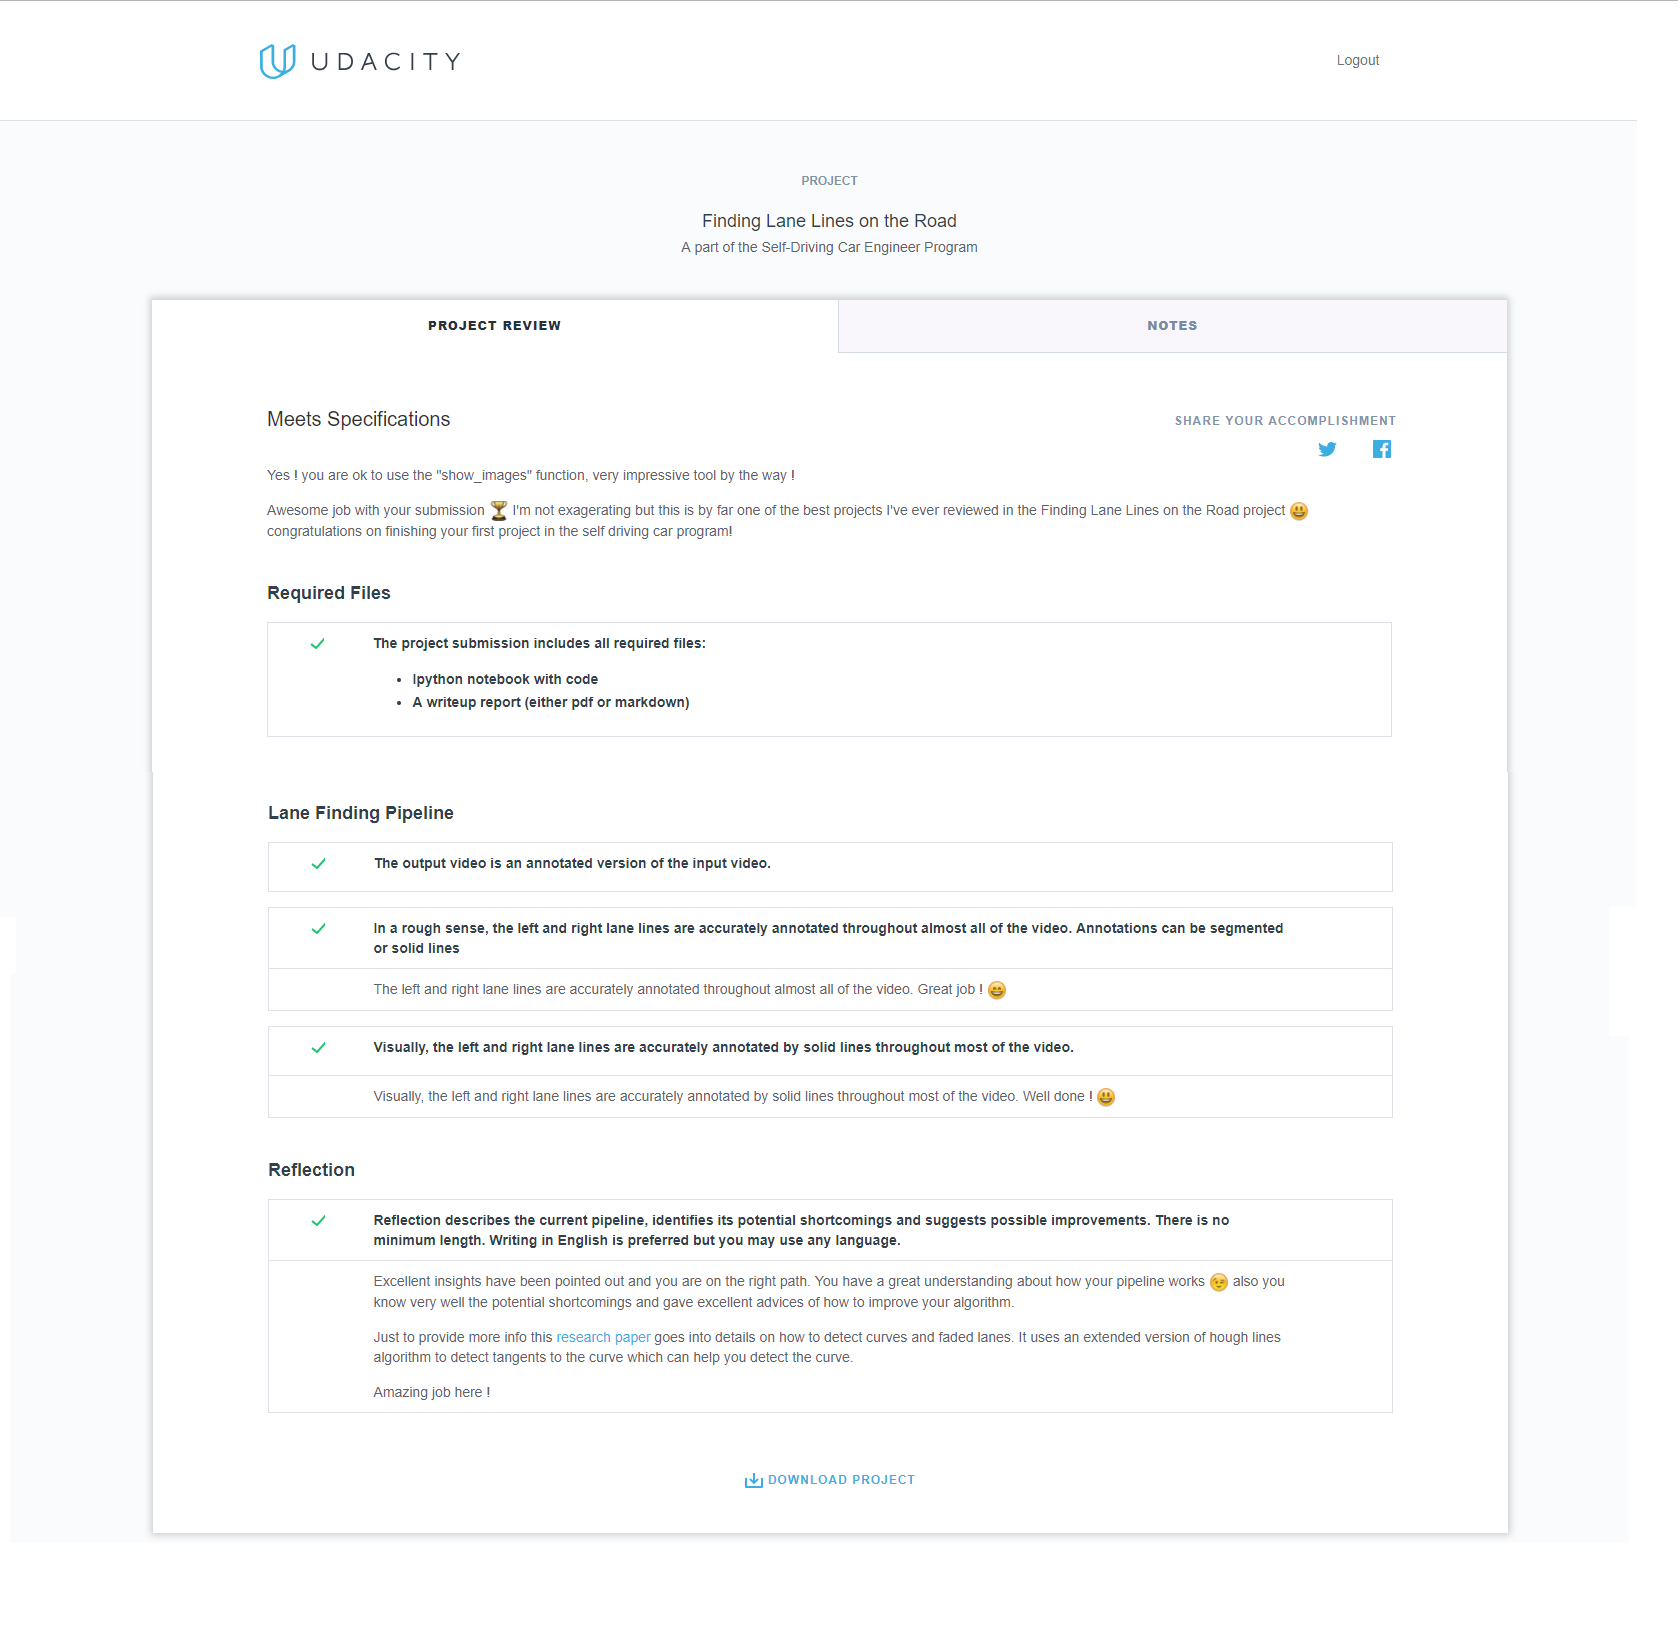 UDACITY
Logout
PROJECT
Finding Lane Lines on the Road
A part of the Self-Driving Car Engineer Program
PROJECT REVIEW
NOTES
Meets Specifications
SHARE YOUR ACCOMPLISHMENT
Yes ! you are ok to use the "show_images" function, very impressive tool by the way !
Awesome job with your submission 🏆 I'm not exagerating but this is by far one of the best projects I've ever reviewed in the Finding Lane Lines on the Road project 😃
congratulations on finishing your first project in the self driving car program!
Required Files
The project submission includes all required files:
• Ipython notebook with code
• A writeup report (either pdf or markdown)
Lane Finding Pipeline
The output video is an annotated version of the input video.
In a rough sense, the left and right lane lines are accurately annotated throughout almost all of the video. Annotations can be segmented
or solid lines
The left and right lane lines are accurately annotated throughout almost all of the video. Great job ! 😄
Visually, the left and right lane lines are accurately annotated by solid lines throughout most of the video.
Visually, the left and right lane lines are accurately annotated by solid lines throughout most of the video. Well done ! 😃
Reflection
Reflection describes the current pipeline, identifies its potential shortcomings and suggests possible improvements. There is no
minimum length. Writing in English is preferred but you may use any language.
Excellent insights have been pointed out and you are on the right path. You have a great understanding about how your pipeline works 😉 also you
know very well the potential shortcomings and gave excellent advices of how to improve your algorithm.
Just to provide more info this research paper goes into details on how to detect curves and faded lanes. It uses an extended version of hough lines
algorithm to detect tangents to the curve which can help you detect the curve.
Amazing job here !
DOWNLOAD PROJECT